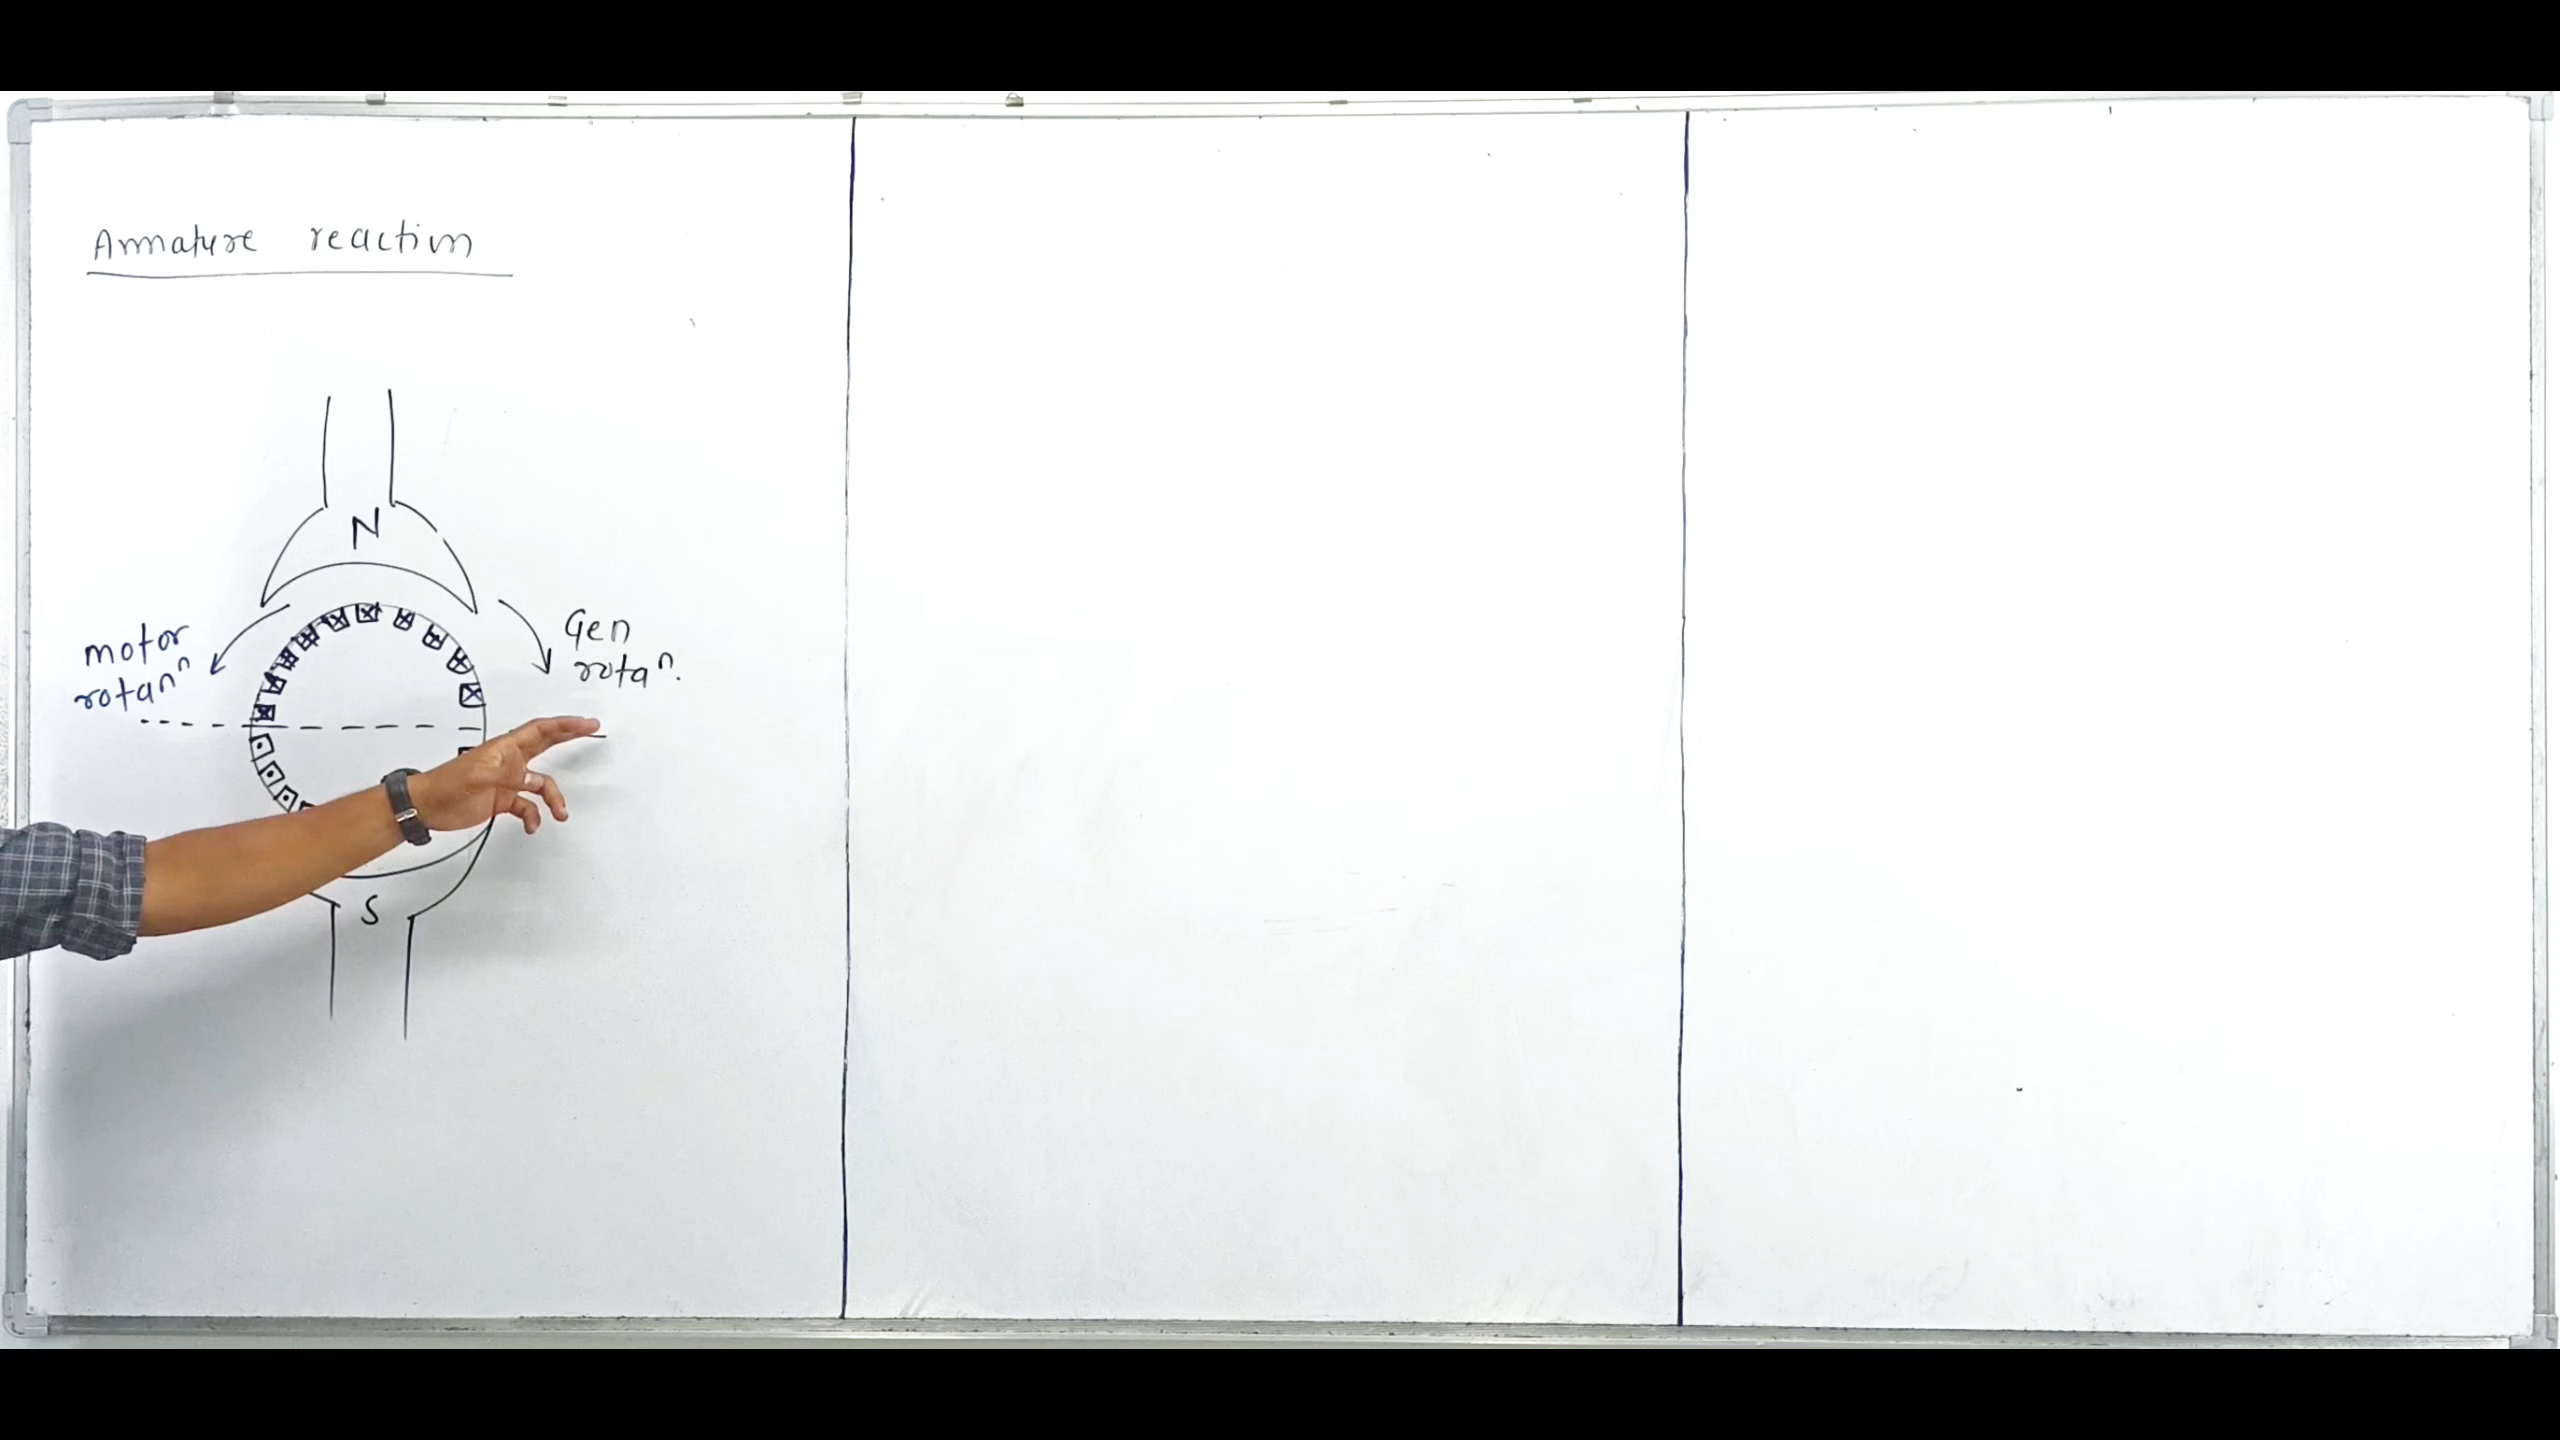 Armature reaction
N
motor
rotanⁿ
Gen
rotaⁿ.
S